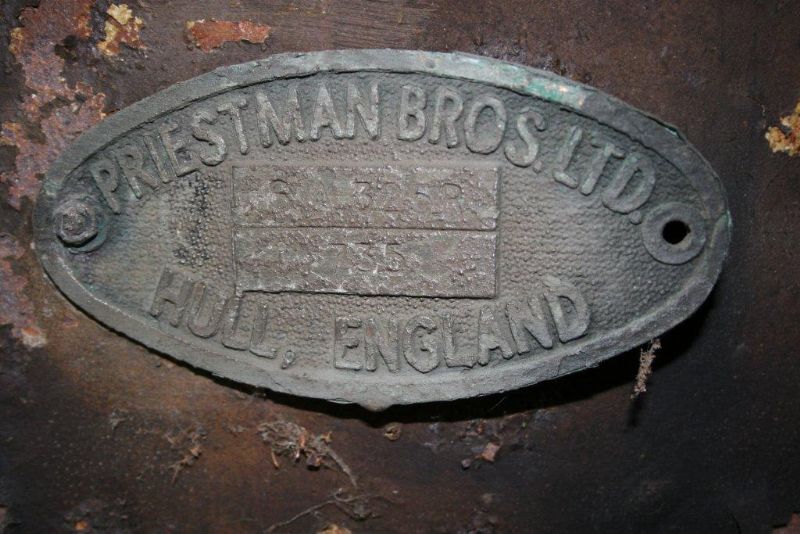 PRIESTMAN BROS. LTD.
735
HULL, ENGLAND